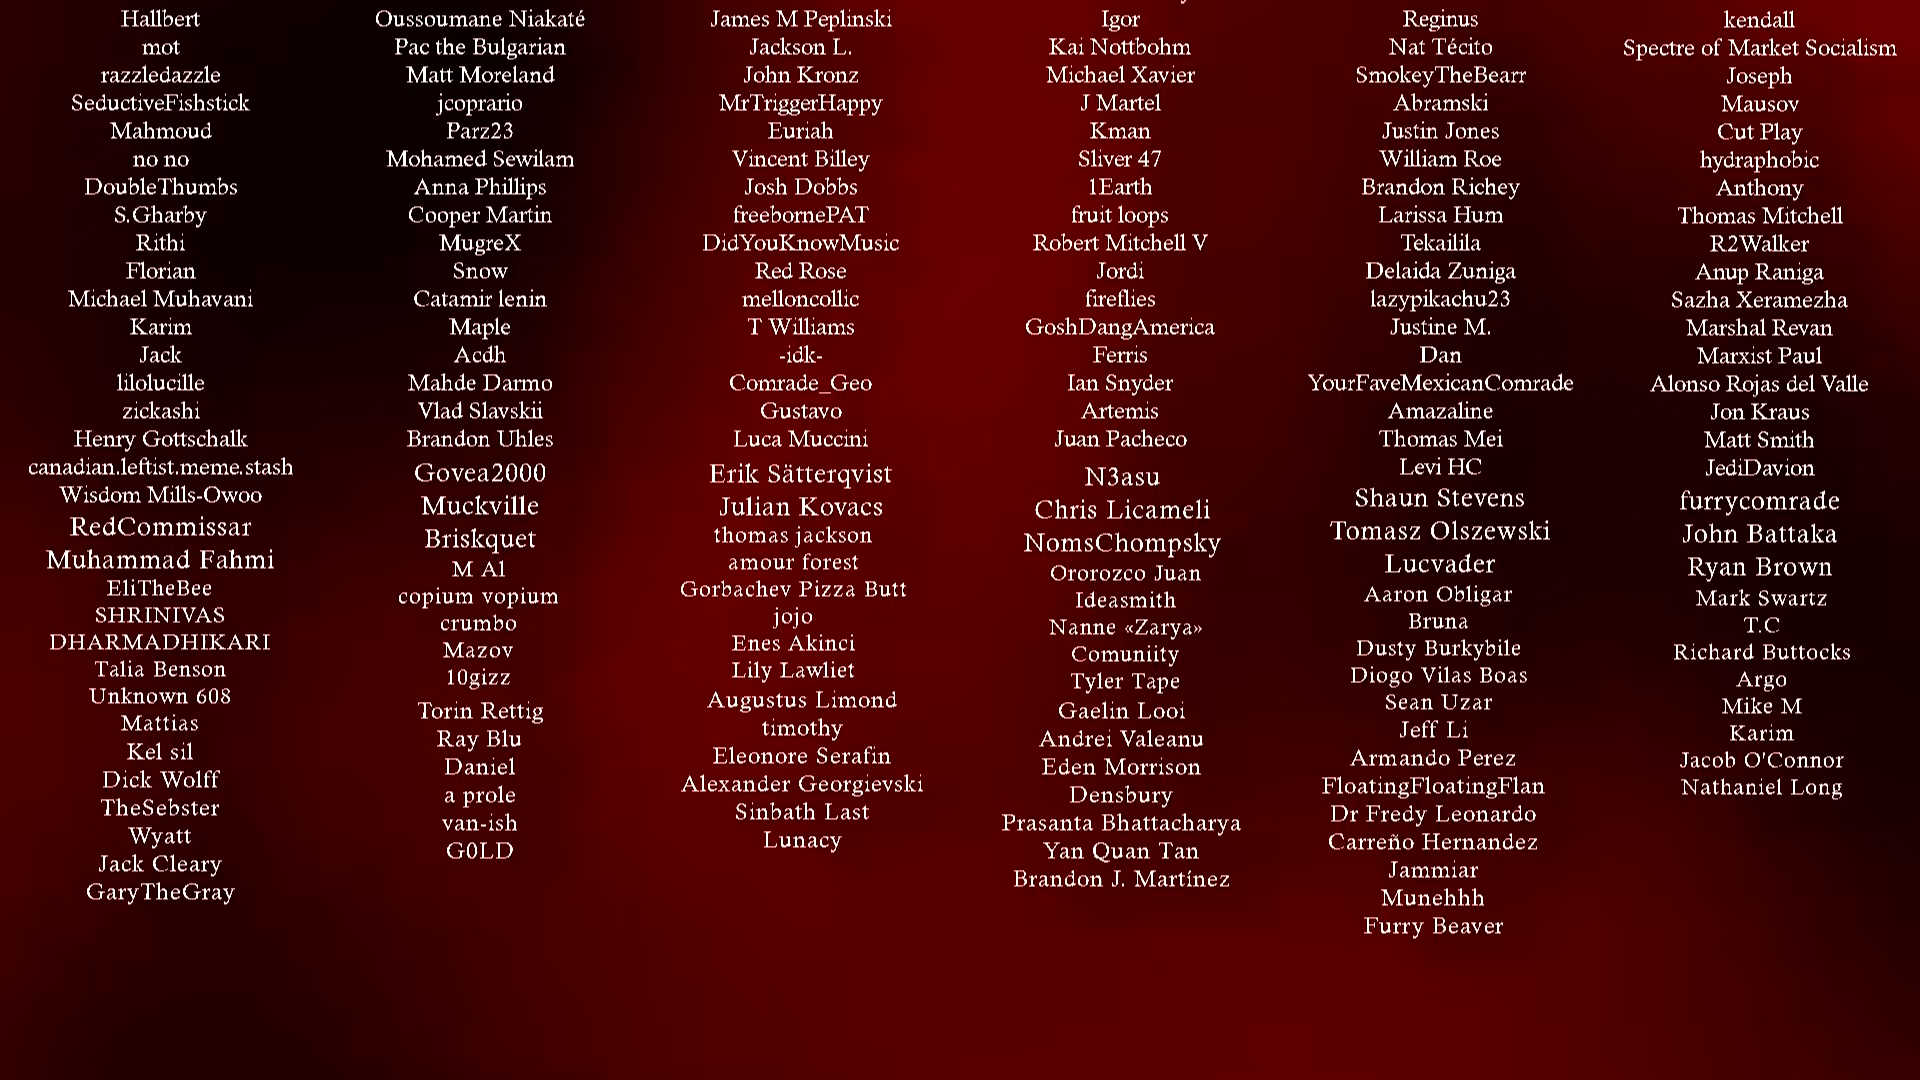 Hallbert
mot
razzledazzle
SeductiveFishstick
Mahmoud
no no
DoubleThumbs
S.Gharby
Rithi
Florian
Michael Muhavani
Karim
Jack
lilolucille
zickashi
Henry Gottschalk
canadian.leftist.meme.stash
Wisdom Mills-Owoo
RedCommissar
Muhammad Fahmi
EliTheBee
SHRINIVAS
DHARMADHIKARI
Talia Benson
Unknown 608
Mattias
Kel sil
Dick Wolff
TheSebster
Wyatt
Jack Cleary
GaryTheGray
Oussoumane Niakaté
Pac the Bulgarian
Matt Moreland
jcoprario
Parz23
Mohamed Sewilam
Anna Phillips
Cooper Martin
MugreX
Snow
Catamir lenin
Maple
Acdh
Mahde Darmo
Vlad Slavskii
Brandon Uhles
Govea2000
Muckville
Briskquet
M Al
copium vopium
crumbo
Mazov
10gizz
Torin Rettig
Ray Blu
Daniel
a prole
van-ish
G0LD
James M Peplinski
Jackson L.
John Kronz
MrTriggerHappy
Euriah
Vincent Billey
Josh Dobbs
freebornePAT
DidYouKnowMusic
Red Rose
melloncollic
T Williams
-idk-
Comrade_Geo
Gustavo
Luca Muccini
Erik Sätterqvist
Julian Kovacs
thomas jackson
amour forest
Gorbachev Pizza Butt
jojo
Enes Akinci
Lily Lawliet
Augustus Limond
timothy
Eleonore Serafin
Alexander Georgievski
Sinbath Last
Lunacy
Igor
Kai Nottbohm
Michael Xavier
J Martel
Kman
Sliver 47
1Earth
fruit loops
Robert Mitchell V
Jordi
fireflies
GoshDangAmerica
Ferris
Ian Snyder
Artemis
Juan Pacheco
N3asu
Chris Licameli
NomsChompsky
Ororozco Juan
Ideasmith
Nanne «Zarya»
Comuniity
Tyler Tape
Gaelin Looi
Andrei Valeanu
Eden Morrison
Densbury
Prasanta Bhattacharya
Yan Quan Tan
Brandon J. Martínez
Reginus
Nat Técito
SmokeyTheBearr
Abramski
Justin Jones
William Roe
Brandon Richey
Larissa Hum
Tekailila
Delaida Zuniga
lazypikachu23
Justine M.
Dan
YourFaveMexicanComrade
Amazaline
Thomas Mei
Levi HC
Shaun Stevens
Tomasz Olszewski
Lucvader
Aaron Obligar
Bruna
Dusty Burkybile
Diogo Vilas Boas
Sean Uzar
Jeff Li
Armando Perez
FloatingFloatingFlan
Dr Fredy Leonardo
Carreño Hernandez
Jammiar
Munehhh
Furry Beaver
kendall
Spectre of Market Socialism
Joseph
Mausov
Cut Play
hydraphobic
Anthony
Thomas Mitchell
R2Walker
Anup Raniga
Sazha Xeramezha
Marshal Revan
Marxist Paul
Alonso Rojas del Valle
Jon Kraus
Matt Smith
JediDavion
furrycomrade
John Battaka
Ryan Brown
Mark Swartz
T.C
Richard Buttocks
Argo
Mike M
Karim
Jacob O'Connor
Nathaniel Long